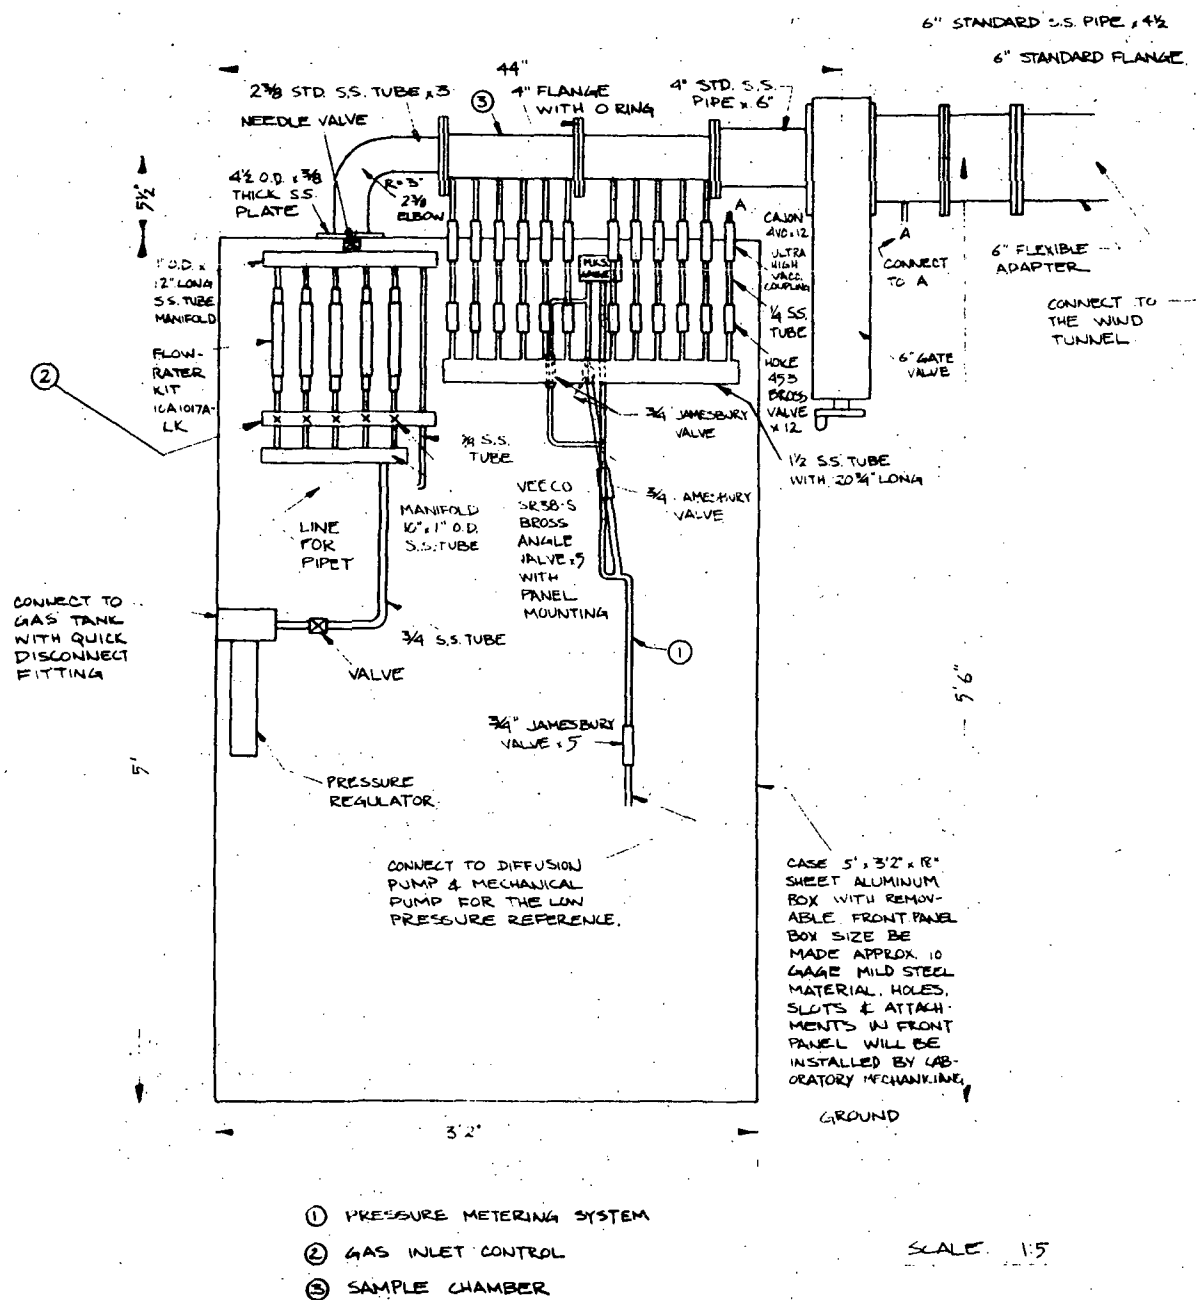 6" STANDARD S.S. PIPE x 4½
6" STANDARD FLANGE
44"
2⅜ STD. S.S. TUBE x 3
NEEDLE VALVE
③
4" FLANGE
WITH O RING
4" STD. S.S.
PIPE x 6"
5½"
4½ O.D. x ⅜
THICK S.S.
PLATE
R=3"
2⅜
ELBOW
A
CAJON
4VO x 12
ULTRA
HIGH
VACC.
COUPLING
A
CONNECT
TO A
6" FLEXIBLE
ADAPTER
CONNECT TO
THE WIND
TUNNEL
1" O.D. x
12" LONG
S.S. TUBE
MANIFOLD
M.K.S.
¼ S.S.
TUBE
6" GATE
VALVE
FLOW-
RATER
KIT
10A1017A-
LK
②
HOKE
453
BROSS
VALVE
x 12
¾ JAMESBURY
VALVE
¾ S.S.
TUBE
1½ S.S. TUBE
WITH 20¾" LONG
LINE
FOR
PIPET
MANIFOLD
10" x 1" O.D.
S.S. TUBE
VEECO
SR38-S
BROSS
ANGLE
VALVE x 5
WITH
PANEL
MOUNTING
¾ AMESBURY
VALVE
CONNECT TO
GAS TANK
WITH QUICK
DISCONNECT
FITTING
¾ S.S. TUBE
VALVE
①
5'6"
5'
¾" JAMESBURY
VALVE x 5
PRESSURE
REGULATOR
CONNECT TO DIFFUSION
PUMP & MECHANICAL
PUMP FOR THE LOW
PRESSURE REFERENCE.
CASE 5' x 3'2" x 18"
SHEET ALUMINUM
BOX WITH REMOV-
ABLE FRONT PANEL
BOX SIZE BE
MADE APPROX. 10
GAGE MILD STEEL
MATERIAL. HOLES,
SLOTS & ATTACH-
MENTS IN FRONT
PANEL WILL BE
INSTALLED BY LAB-
ORATORY
GROUND
3'2"
① PRESSURE METERING SYSTEM
② GAS INLET CONTROL
③ SAMPLE CHAMBER
SCALE 1:5